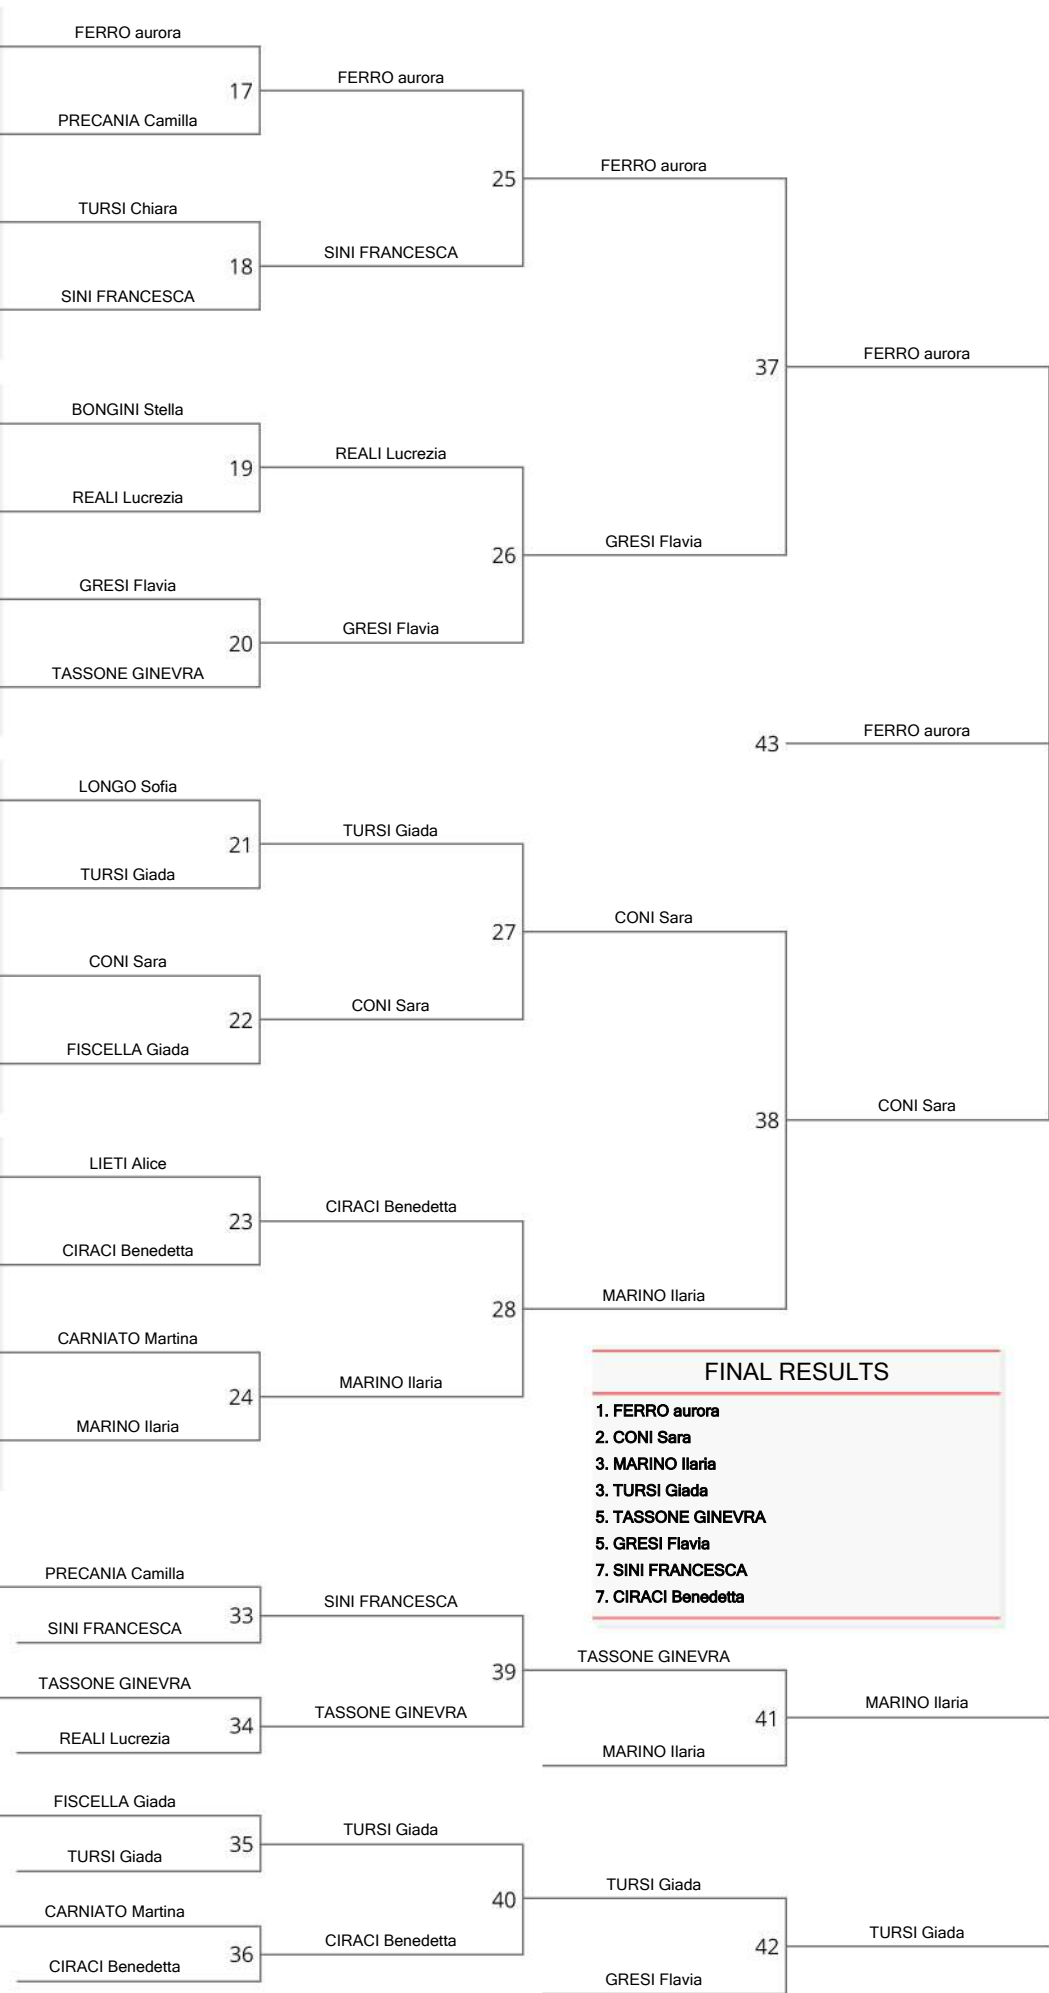 FERRO aurora
17
FERRO aurora
PRECANIA Camilla
25
FERRO aurora
TURSI Chiara
18
SINI FRANCESCA
SINI FRANCESCA
37
FERRO aurora
BONGINI Stella
19
REALI Lucrezia
REALI Lucrezia
26
GRESI Flavia
GRESI Flavia
20
GRESI Flavia
TASSONE GINEVRA
43
FERRO aurora
LONGO Sofia
21
TURSI Giada
TURSI Giada
27
CONI Sara
CONI Sara
22
CONI Sara
FISCELLA Giada
38
CONI Sara
LIETI Alice
23
CIRACI Benedetta
CIRACI Benedetta
28
MARINO Ilaria
CARNIATO Martina
24
MARINO Ilaria
MARINO Ilaria
FINAL RESULTS
1. FERRO aurora
2. CONI Sara
3. MARINO Ilaria
3. TURSI Giada
5. TASSONE GINEVRA
5. GRESI Flavia
7. SINI FRANCESCA
7. CIRACI Benedetta
PRECANIA Camilla
33
SINI FRANCESCA
SINI FRANCESCA
39
TASSONE GINEVRA
TASSONE GINEVRA
34
TASSONE GINEVRA
REALI Lucrezia
41
MARINO Ilaria
MARINO Ilaria
FISCELLA Giada
35
TURSI Giada
TURSI Giada
40
TURSI Giada
CARNIATO Martina
36
CIRACI Benedetta
CIRACI Benedetta
42
TURSI Giada
GRESI Flavia